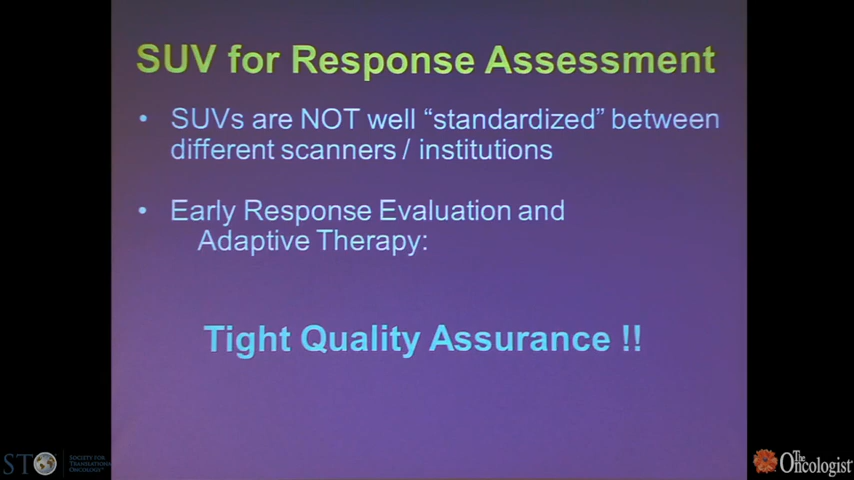 SUV for Response Assessment
• SUVs are NOT well “standardized” between
different scanners / institutions
• Early Response Evaluation and
Adaptive Therapy:
Tight Quality Assurance !!
STO
SOCIETY FOR
TRANSLATIONAL
ONCOLOGY
The
Oncologist